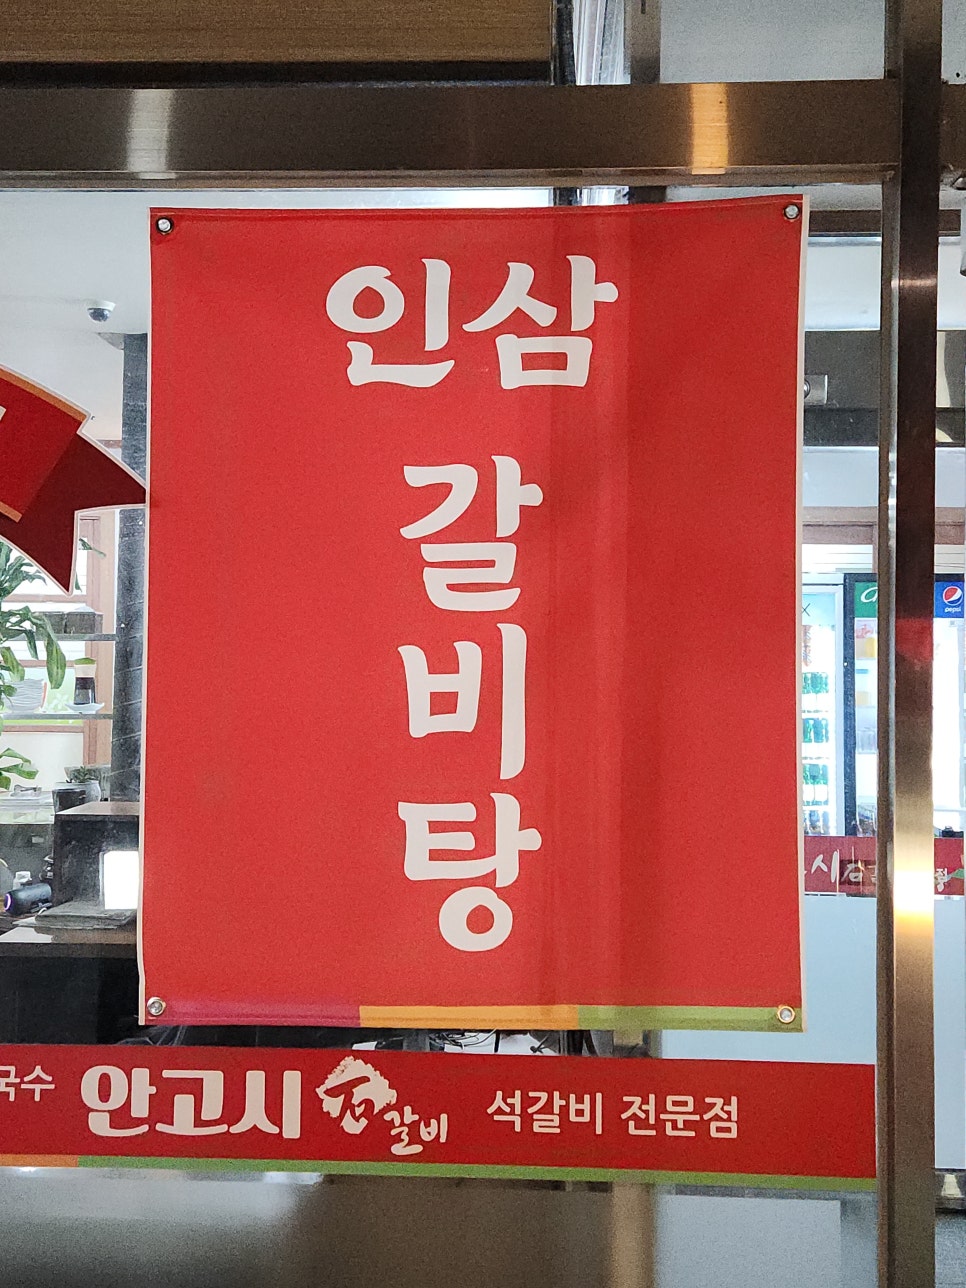 인삼
갈
비
탕
국수 안고시 石갈비 석갈비 전문점
pepsi